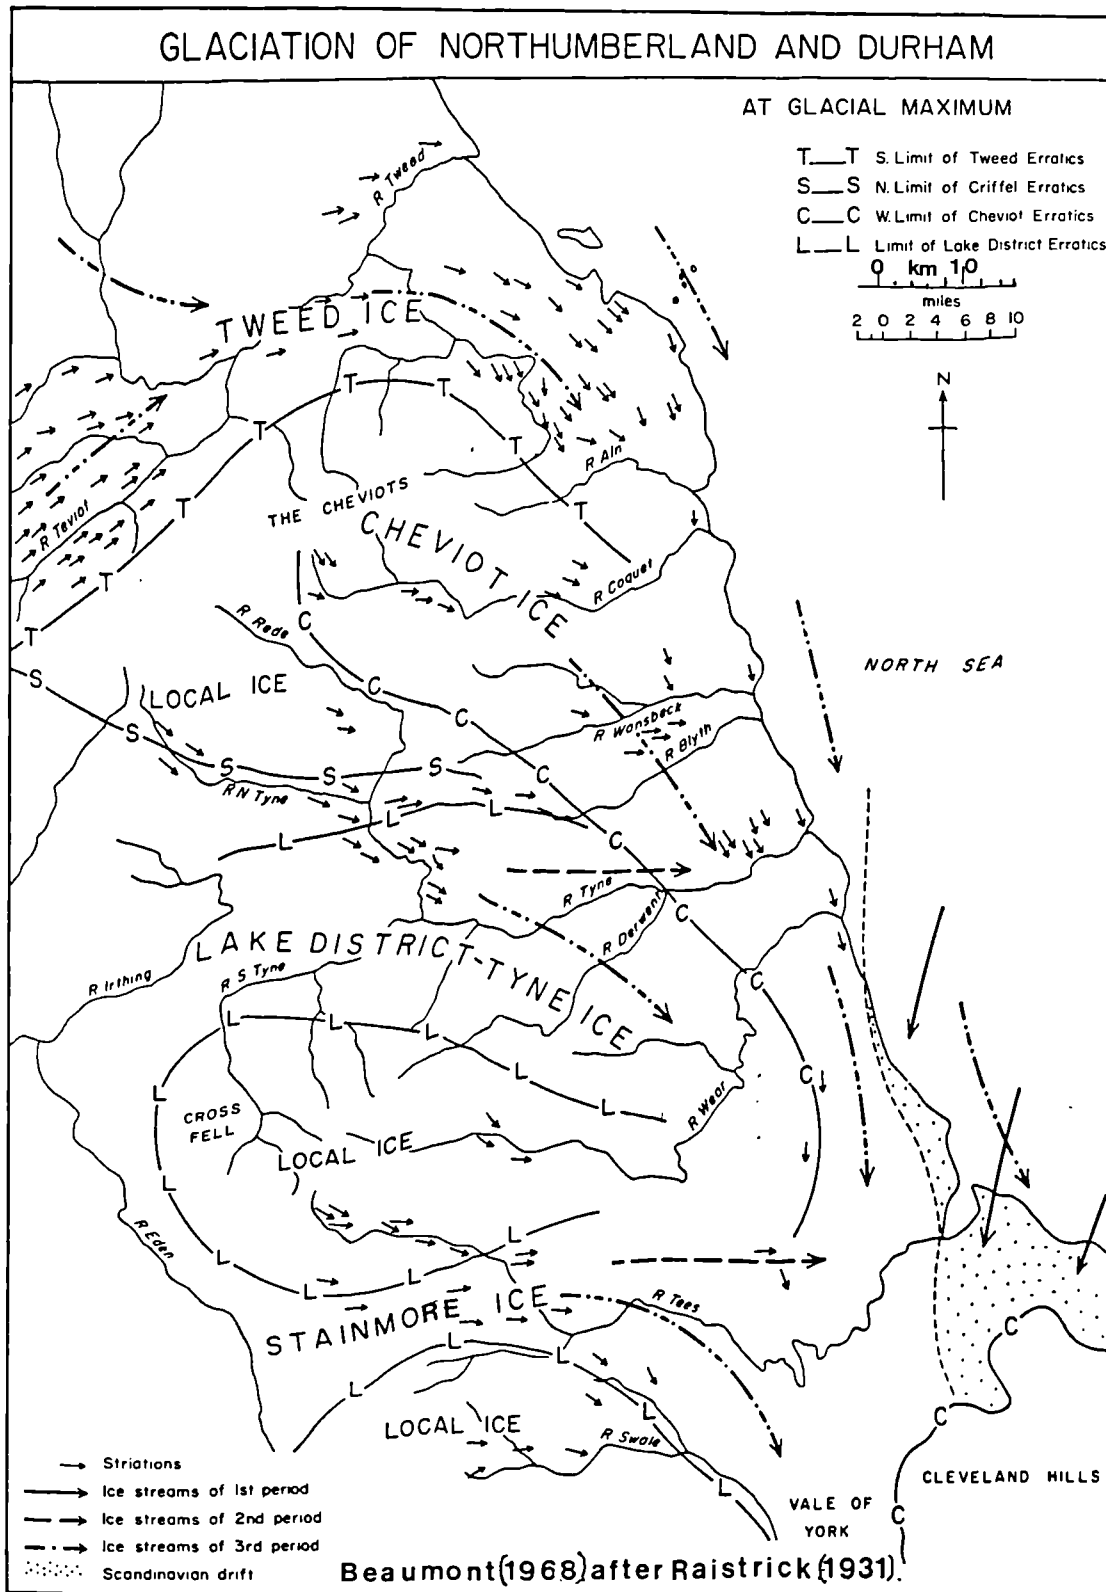 GLACIATION OF NORTHUMBERLAND AND DURHAM
AT GLACIAL MAXIMUM
T__T S. Limit of Tweed Erratics
S__S N. Limit of Criffel Erratics
C__C W. Limit of Cheviot Erratics
L__L Limit of Lake District Erratics
0 km 10
miles
2 0 2 4 6 8 10
N
R Tweed
TWEED ICE
T T
T T
R Aln
T T
R Teviot
THE CHEVIOTS
CHEVIOT ICE
T
R Coquet
R Rede
C
T
NORTH SEA
S
LOCAL ICE
C
C
S
R Wansbeck
R Blyth
S S S C
R N Tyne
L L L C
R Tyne
C
R Derwent
LAKE DISTRICT-TYNE ICE
R Irthing
R S Tyne
C
L L L
L L L C
R Wear
CROSS
FELL
LOCAL ICE
L
R Eden
L L L L
STAINMORE ICE
R Tees
L L L
C
LOCAL ICE
L
R Swale
C
L
CLEVELAND HILLS
VALE OF
YORK
C
Striations
Ice streams of 1st period
Ice streams of 2nd period
Ice streams of 3rd period
Scandinavian drift
Beaumont(1968)after Raistrick(1931).